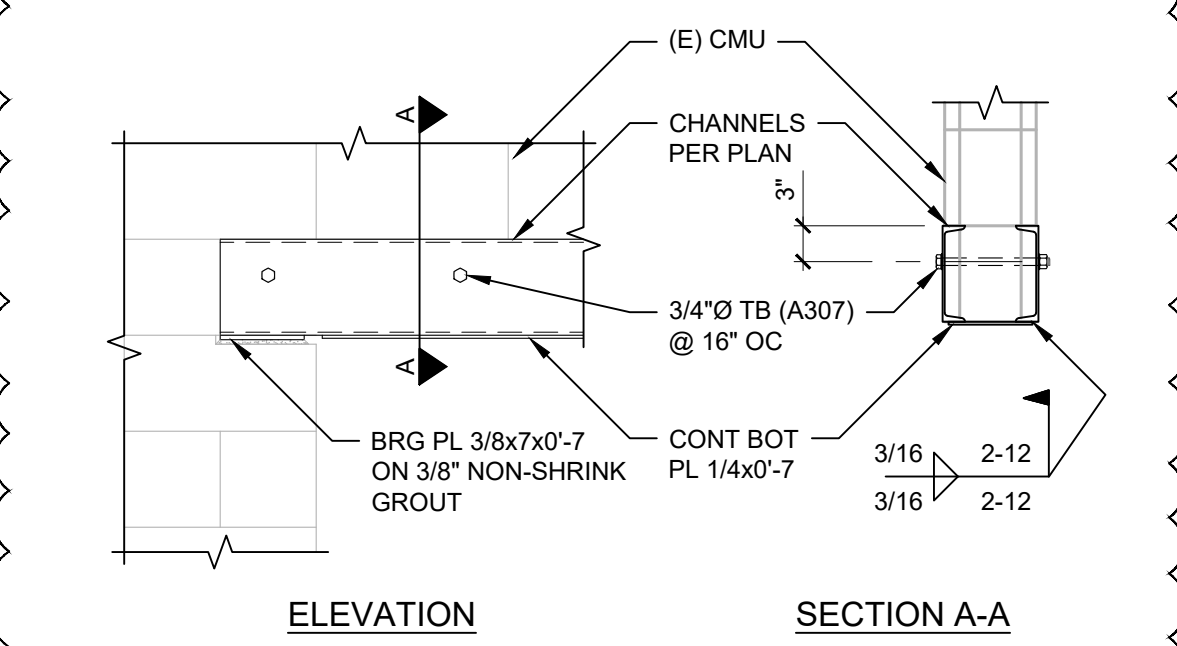 (E) CMU
A
CHANNELS
PER PLAN
3"
3/4"Ø TB (A307)
@ 16" OC
A
BRG PL 3/8x7x0'-7
ON 3/8" NON-SHRINK
GROUT
CONT BOT
PL 1/4x0'-7
3/16 2-12
3/16 2-12
ELEVATION
SECTION A-A